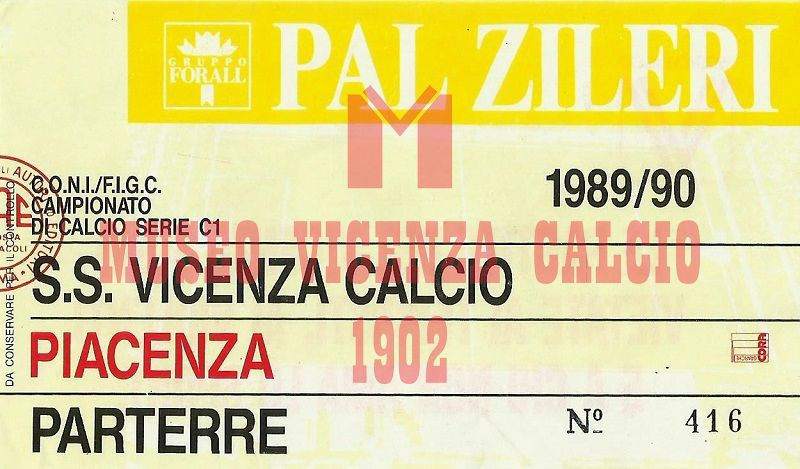 GRUPPO
FORALL
PAL ZILERI
M
C.O.N.I./F.I.G.C.
CAMPIONATO
DI CALCIO SERIE C1
1989/90
MUSEO VICENZA CALCIO
1902
S.S. VICENZA CALCIO
PIACENZA
CORA
PARTERRE
Nº 416
DA CONSERVARE PER IL CONTROLLO